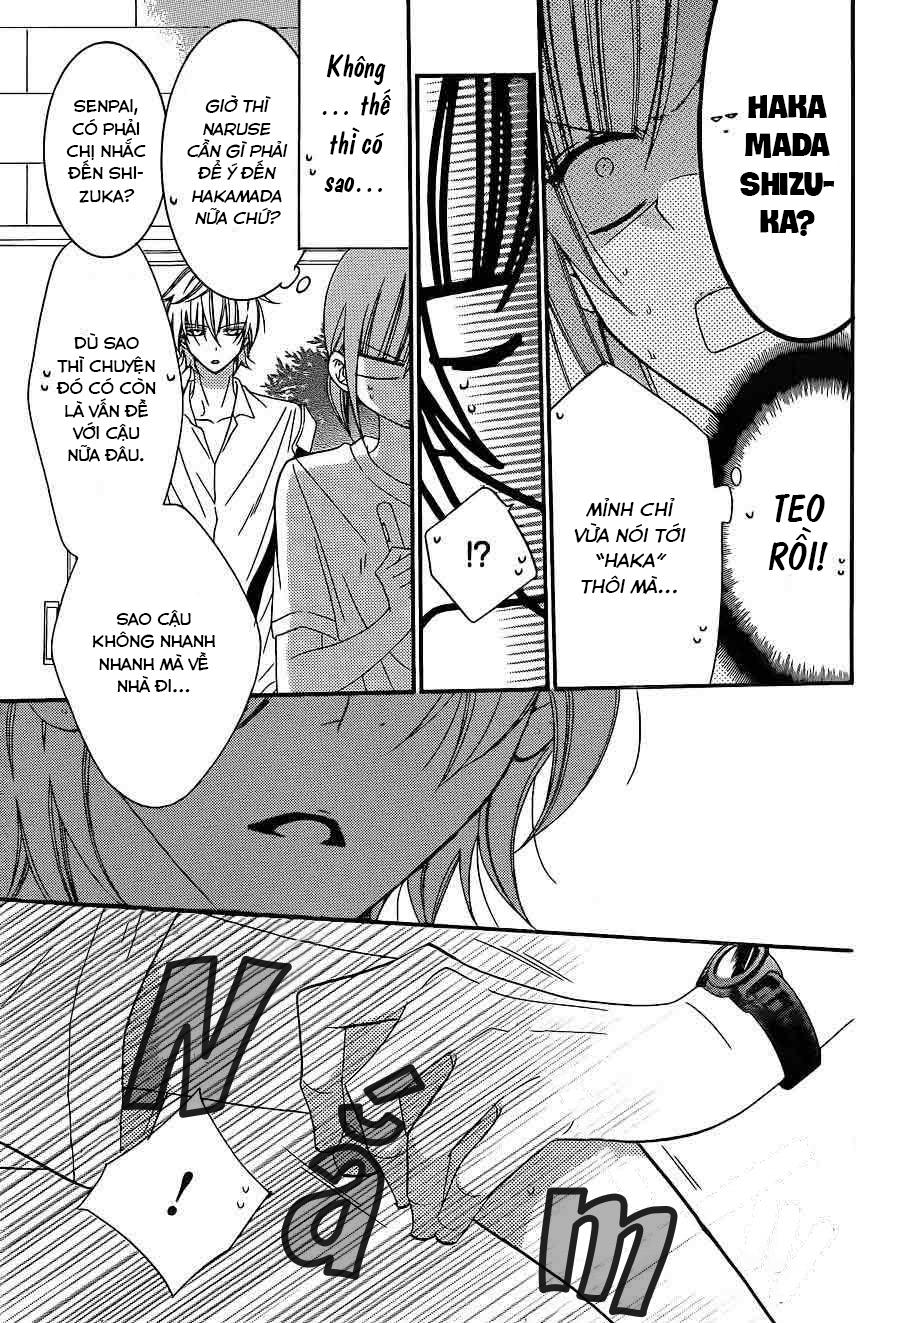 HAKA
MADA
SHIZU-
KA?
TEO
RỒI!
MÌNH CHỈ
VỪA NÓI TỚI
"HAKA"
THÔI MÀ...
!?
Không
... thế
thì có
sao...
GIỜ THÌ
NARUSE
CẦN GÌ PHẢI
ĐỂ Ý ĐẾN
HAKAMADA
NỮA CHỨ?
SENPAI,
CÓ PHẢI
CHỊ NHẮC
ĐẾN SHI-
ZUKA?
DÙ SAO
THÌ CHUYỆN
ĐÓ CÓ CÒN
LÀ VẤN ĐỀ
VỚI CẬU
NỮA ĐÂU.
SAO CẬU
KHÔNG NHANH
NHANH MÀ VỀ
NHÀ ĐI...
Nắm
!